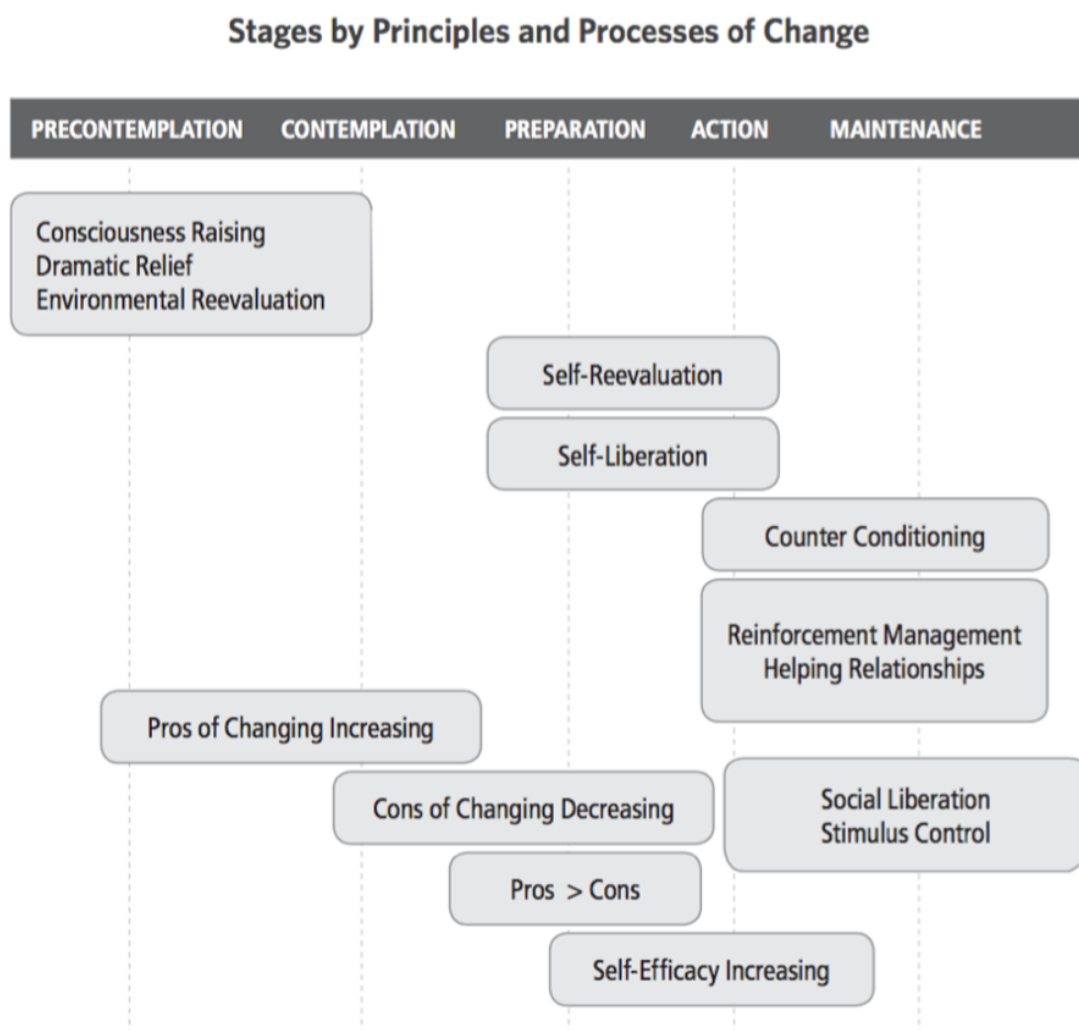 Stages by Principles and Processes of Change
PRECONTEMPLATION CONTEMPLATION PREPARATION ACTION MAINTENANCE
Consciousness Raising
Dramatic Relief
Environmental Reevaluation
Self-Reevaluation
Self-Liberation
Counter Conditioning
Reinforcement Management
Helping Relationships
Pros of Changing Increasing
Cons of Changing Decreasing
Social Liberation
Stimulus Control
Pros > Cons
Self-Efficacy Increasing